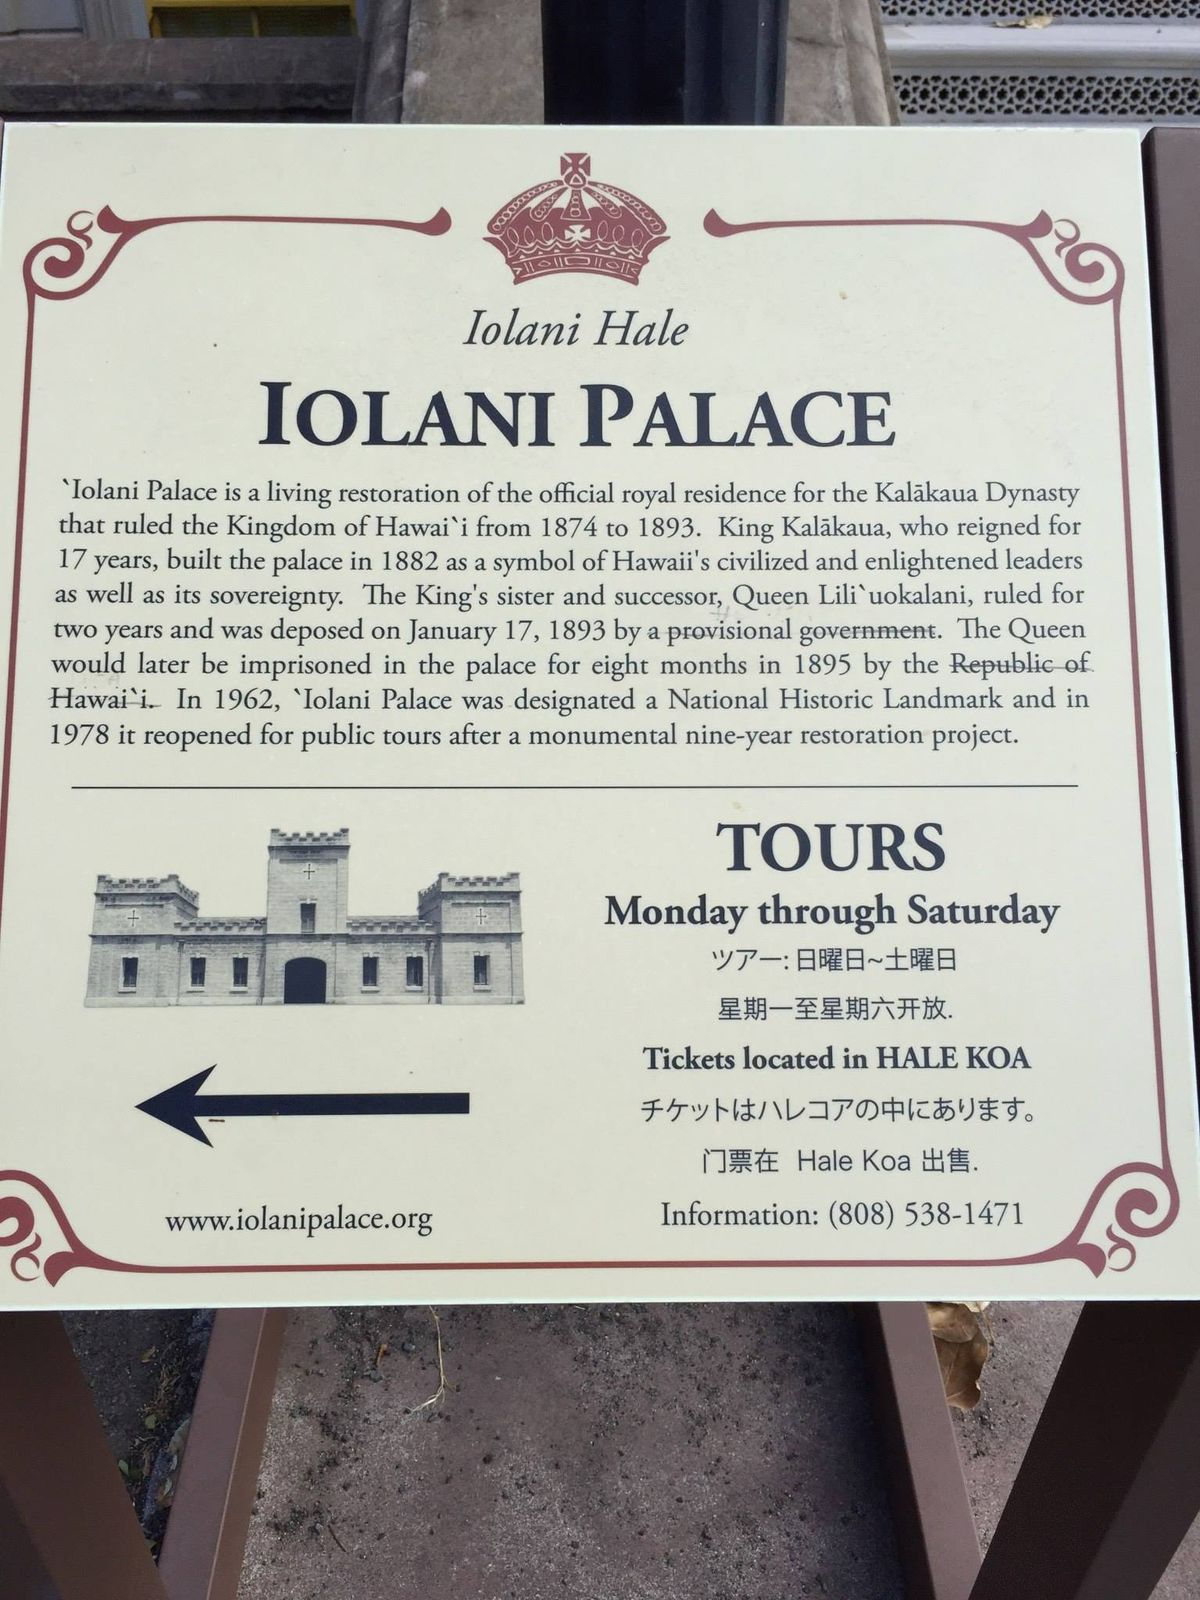 Iolani Hale
IOLANI PALACE
`Iolani Palace is a living restoration of the official royal residence for the Kalākaua Dynasty
that ruled the Kingdom of Hawai`i from 1874 to 1893. King Kalākaua, who reigned for
17 years, built the palace in 1882 as a symbol of Hawaii's civilized and enlightened leaders
as well as its sovereignty. The King's sister and successor, Queen Lili`uokalani, ruled for
two years and was deposed on January 17, 1893 by a provisional government. The Queen
would later be imprisoned in the palace for eight months in 1895 by the Republic of
Hawai`i. In 1962, `Iolani Palace was designated a National Historic Landmark and in
1978 it reopened for public tours after a monumental nine-year restoration project.
TOURS
Monday through Saturday
ツアー: 日曜日~土曜日
星期一至星期六开放.
Tickets located in HALE KOA
チケットはハレコアの中にあります。
门票在 Hale Koa 出售.
www.iolanipalace.org
Information: (808) 538-1471